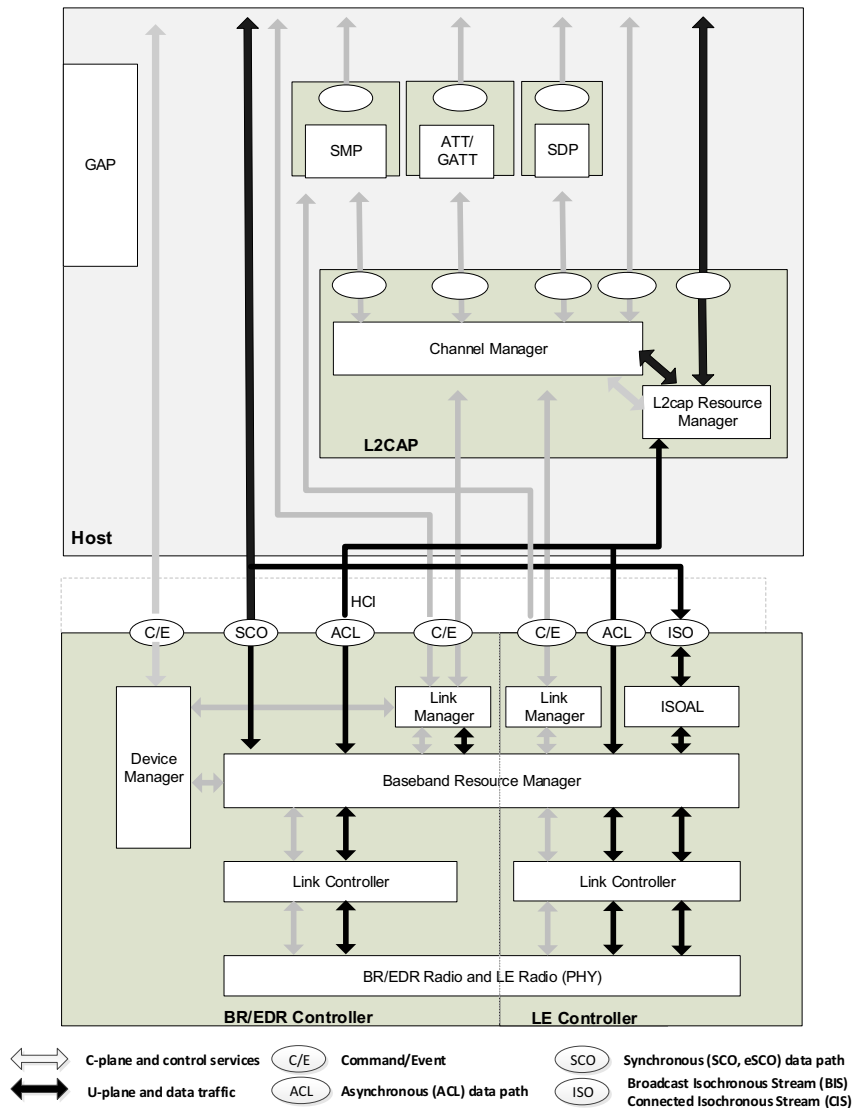 GAP
SMP
ATT/
GATT
SDP
Channel Manager
L2cap Resource
Manager
L2CAP
Host
HCI
C/E
SCO
ACL
C/E
C/E
ACL
ISO
Link
Manager
Link
Manager
ISOAL
Device
Manager
Baseband Resource Manager
Link Controller
Link Controller
BR/EDR Radio and LE Radio (PHY)
BR/EDR Controller
LE Controller
C-plane and control services
C/E
Command/Event
SCO
Synchronous (SCO, eSCO) data path
U-plane and data traffic
ACL
Asynchronous (ACL) data path
ISO
Broadcast Isochronous Stream (BIS)
Connected Isochronous Stream (CIS)